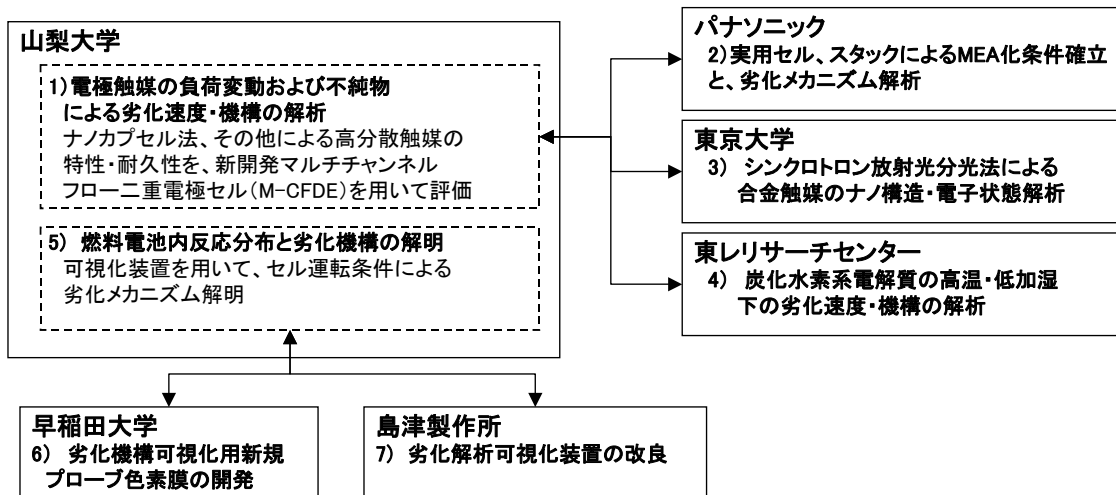 山梨大学
1)電極触媒の負荷変動および不純物
による劣化速度・機構の解析
ナノカプセル法、その他による高分散触媒の
特性・耐久性を、新開発マルチチャンネル
フロー二重電極セル(M-CFDE)を用いて評価
5) 燃料電池内反応分布と劣化機構の解明
可視化装置を用いて、セル運転条件による
劣化メカニズム解明
パナソニック
2)実用セル、スタックによるMEA化条件確立
と、劣化メカニズム解析
東京大学
3) シンクロトロン放射光分光法による
合金触媒のナノ構造・電子状態解析
東レリサーチセンター
4) 炭化水素系電解質の高温・低加湿
下の劣化速度・機構の解析
早稲田大学
6) 劣化機構可視化用新規
プローブ色素膜の開発
島津製作所
7) 劣化解析可視化装置の改良